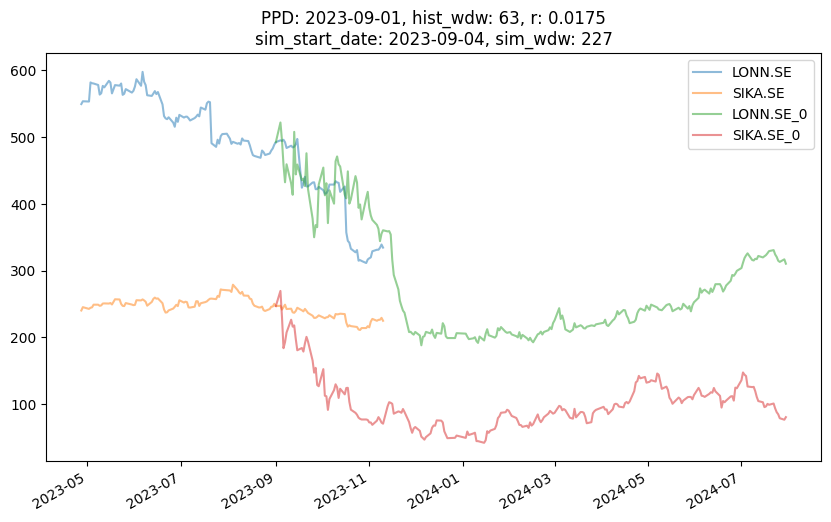 PPD: 2023-09-01, hist_wdw: 63, r: 0.0175
sim_start_date: 2023-09-04, sim_wdw: 227
LONN.SE
SIKA.SE
LONN.SE_0
SIKA.SE_0
600
500
400
300
200
100
2023-05
2023-07
2023-09
2023-11
2024-01
2024-03
2024-05
2024-07